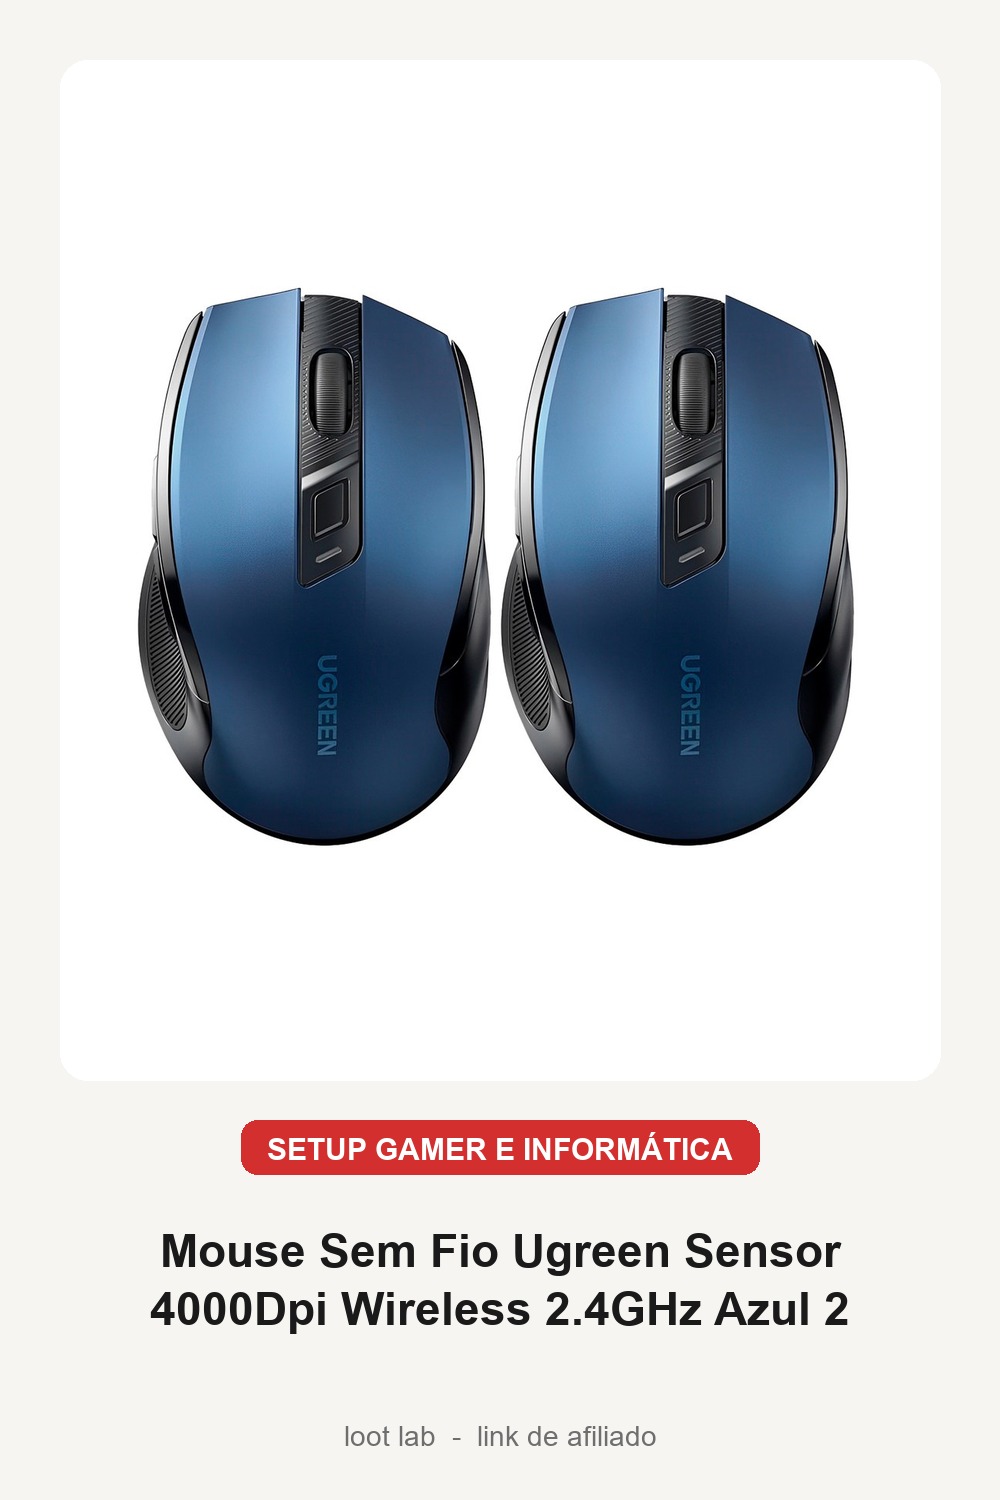 UGREEN
UGREEN
SETUP GAMER E INFORMÁTICA
Mouse Sem Fio Ugreen Sensor
4000Dpi Wireless 2.4GHz Azul 2
loot lab - link de afiliado